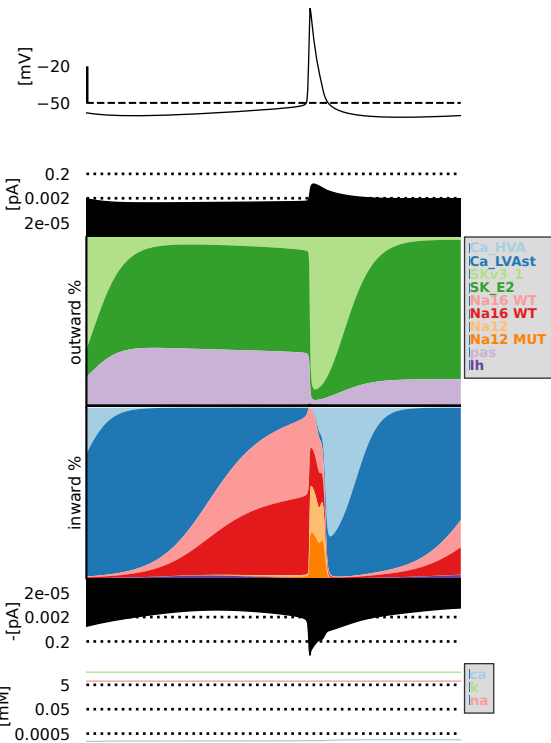 [mV]
−20
−50
[pA]
0.2
0.002
2e-05
outward %
Ca_HVA
Ca_LVAst
SKv3_1
SK_E2
Na16 WT
Na16 WT
Na12
Na12 MUT
pas
Ih
inward %
-[pA]
2e-05
0.002
0.2
[mM]
5
0.05
0.0005
ca
k
na